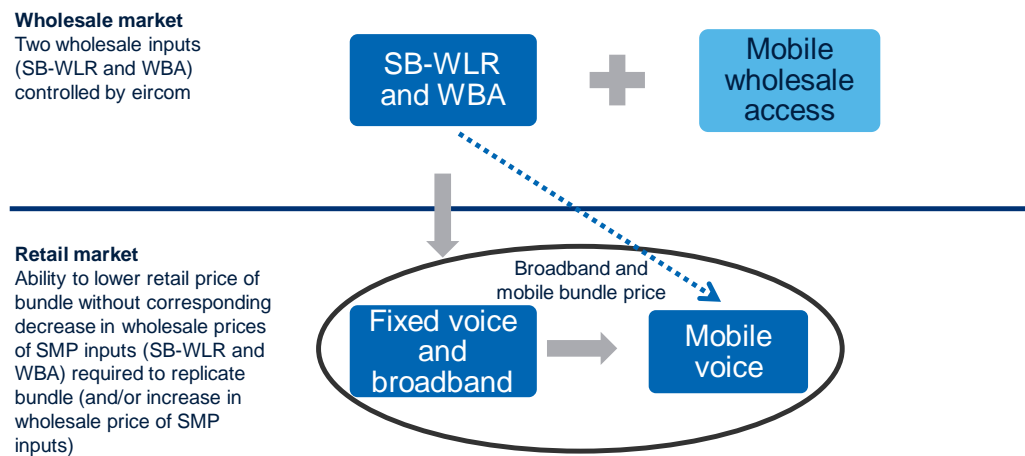 Wholesale market
Two wholesale inputs
(SB-WLR and WBA)
controlled by eircom
SB-WLR
and WBA
Mobile
wholesale
access
Retail market
Ability to lower retail price of
bundle without corresponding
decrease in wholesale prices
of SMP inputs (SB-WLR and
WBA) required to replicate
bundle (and/or increase in
wholesale price of SMP
inputs)
Broadband and
mobile bundle price
Fixed voice
and
broadband
Mobile
voice